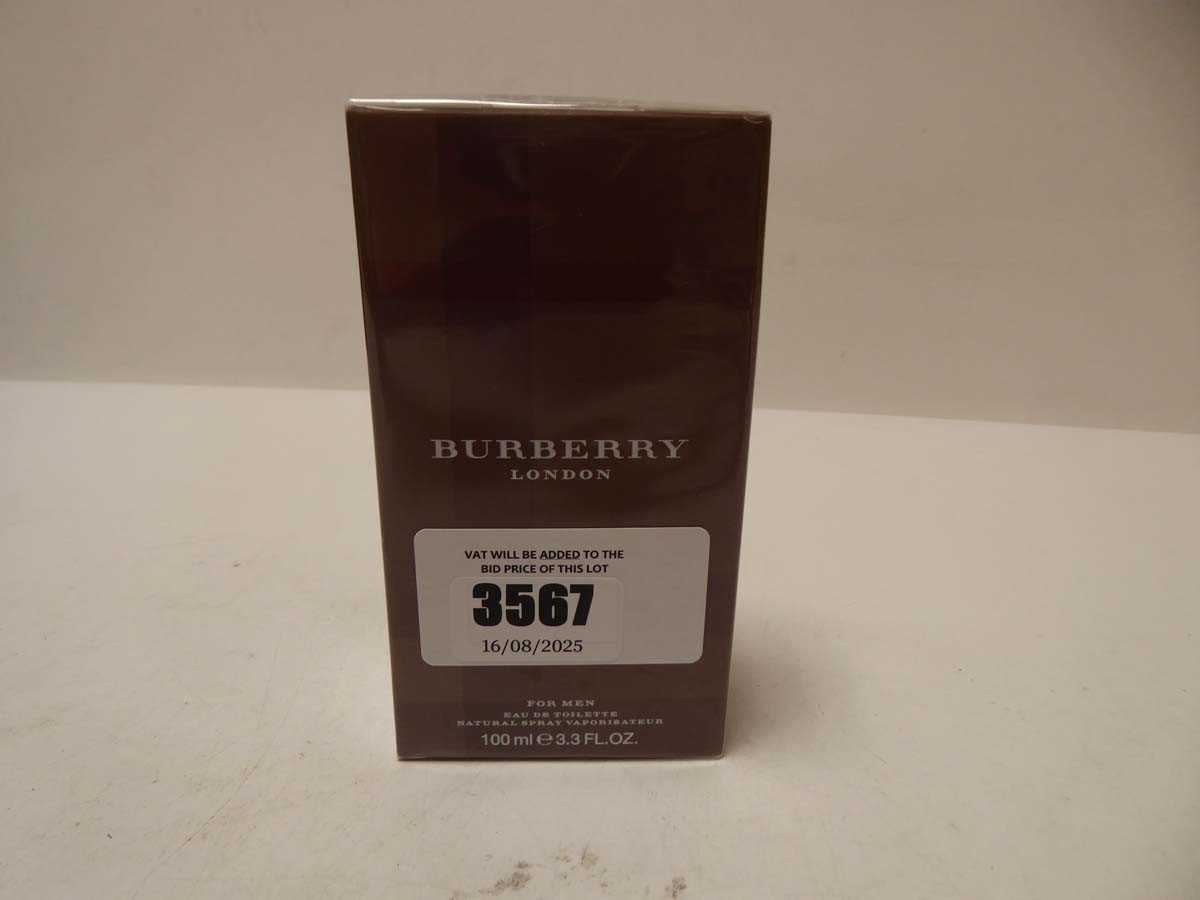 BURBERRY
LONDON
VAT WILL BE ADDED TO THE
BID PRICE OF THIS LOT
3567
16/08/2025
FOR MEN
EAU DE TOILETTE
NATURAL SPRAY VAPORISATEUR
100 ml ℮ 3.3 FL.OZ.